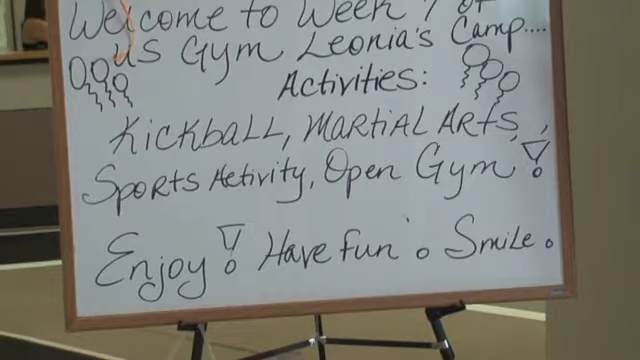 Welcome to Week 7 of
US Gym Leonia's Camp....
Activities:
Kickball, Martial Arts,
Sports Activity, Open Gym!
Enjoy! Have fun. Smile.